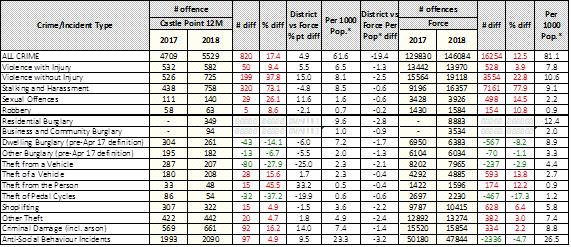 Crime/Incident Type # offence # diff % diff District vs Force % pt diff Per 1000 Pop.* District vs Force Per Pop* diff # offences # diff % diff Per 1000 Pop.*
Castle Point 12M Force
2017 2018 2017 2018
ALL CRIME 4709 5529 820 17.4 4.9 61.6 -19.4 129830 146084 16254 12.5 81.1
Violence with Injury 532 582 50 9.4 5.5 6.5 -1.3 13442 13970 528 3.9 7.8
Violence without Injury 526 725 199 37.8 15.0 8.1 -2.5 15564 19118 3554 22.8 10.6
Stalking and Harassment 438 758 320 73.1 -4.8 8.5 -0.6 9196 16357 7161 77.9 9.1
Sexual Offences 111 140 29 26.1 11.6 1.6 -0.6 3428 3926 498 14.5 2.2
Robbery 58 63 5 8.6 -2.1 0.7 -0.2 1430 1584 154 10.8 0.9
Residential Burglary - 349 9.6 -2.8 - 8883 12.4
Business and Community Burglary - 94 1.0 -0.9 - 3534 2.0
Dwelling Burglary (pre-Apr 17 definition) 304 261 -43 -14.1 -6.0 7.2 -1.7 6950 6383 -567 -8.2 8.9
Other Burglary (pre-Apr 17 definition) 195 182 -13 -6.7 -5.5 2.0 -1.3 6104 6034 -70 -1.1 3.3
Theft from a Vehicle 287 207 -80 -27.9 -25.0 2.3 -2.1 8202 7965 -237 -2.9 4.4
Theft of a Vehicle 180 208 28 15.6 1.7 2.3 -0.4 4292 4885 593 13.8 2.7
Theft from the Person 33 48 15 45.5 33.2 0.5 -0.4 1422 1596 174 12.2 0.9
Theft of Pedal Cycles 86 54 -32 -37.2 -19.9 0.6 -0.6 2697 2230 -467 -17.3 1.2
Shoplifting 307 322 15 4.9 -1.5 3.6 -2.2 9787 10415 628 6.4 5.8
Other Theft 422 442 20 4.7 1.8 4.9 -2.4 12892 13274 382 3.0 7.4
Criminal Damage (incl. arson) 569 661 92 16.2 14.0 7.4 -1.4 15520 15854 334 2.2 8.8
Anti-Social Behaviour Incidents 1993 2090 97 4.9 9.5 23.3 -3.2 50180 47844 -2336 -4.7 26.5